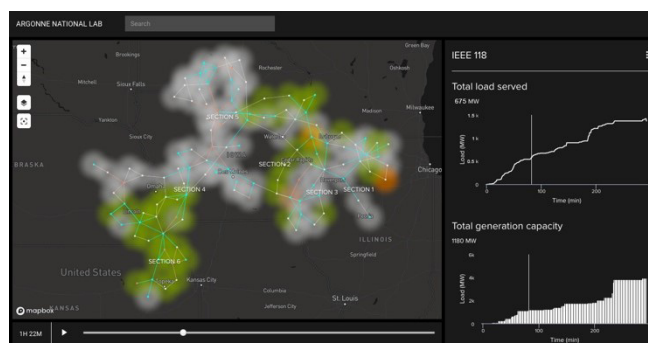 ARGONNE NATIONAL LAB
Search
IEEE 118
Total load served
675 MW
1.5 k
1 k
0.5 k
0
Load (MW)
0
100
200
Time (min)
Total generation capacity
1180 MW
6k
4k
2k
0
Load (MW)
0
100
200
Time (min)
Green Bay
Brookings
Rochester
Oshkosh
Mitchell
Sioux Falls
Madison
Milwaukee
Yankton
SECTION 5
Sioux City
BRASKA
SECTION 2
Chicago
SECTION 4
SECTION 3
SECTION 1
ILLINOIS
Springfield
SECTION 6
United States
Kansas City
Columbia
Jefferson City
St. Louis
KANSAS
mapbox
1H 22M